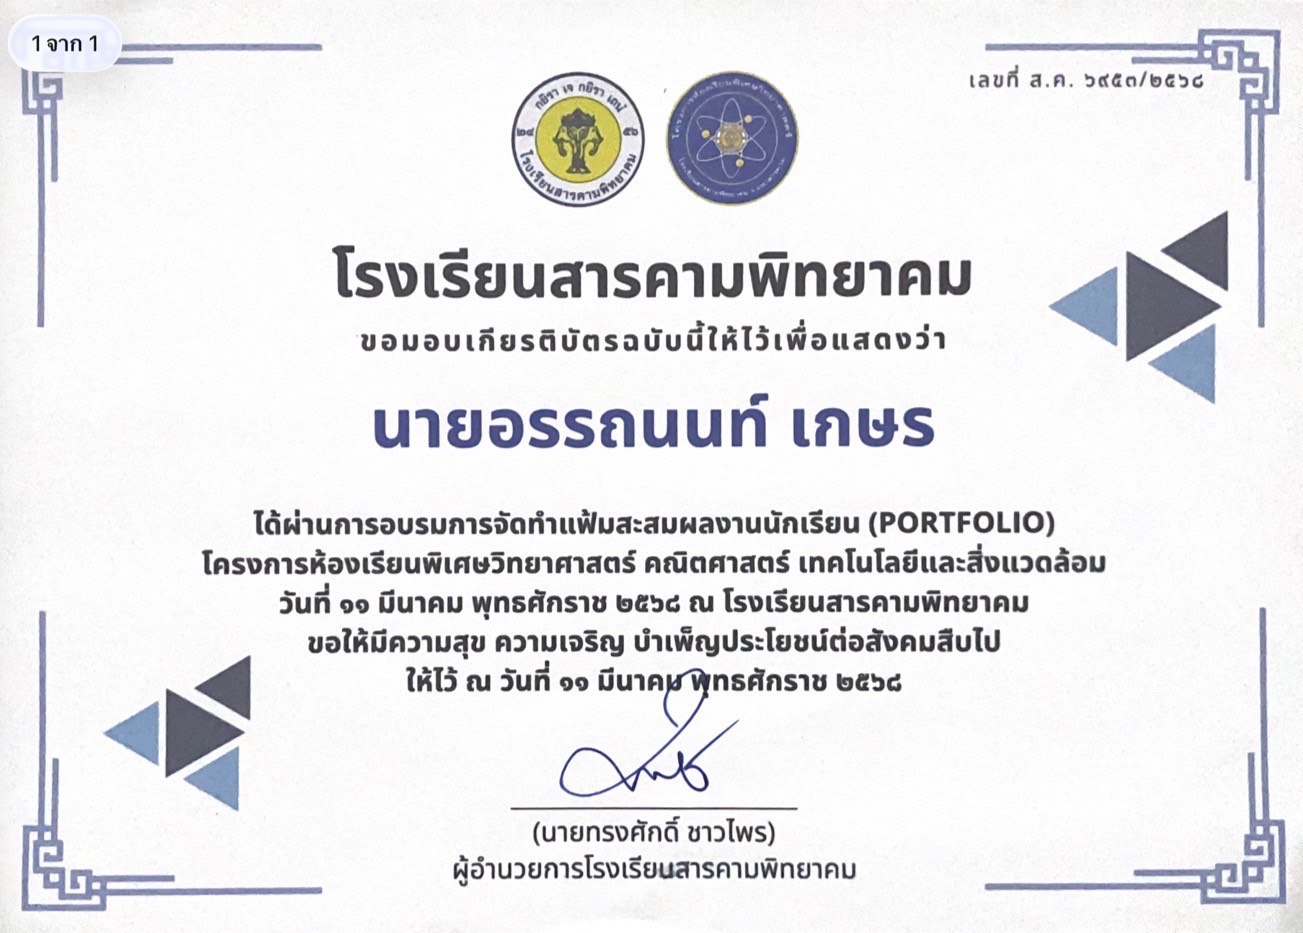 1 จาก 1
เลขที่ ส.ค. ๖๙๕๓/๒๕๖๘
กยิรา เจ กยิราเถนํ
๒๔ ๕๐
โรงเรียนสารคามพิทยาคม
โรงเรียนสารคามพิทยาคม
ขอมอบเกียรติบัตรฉบับนี้ให้ไว้เพื่อแสดงว่า
นายอรรถนนท์ เกษร
ได้ผ่านการอบรมการจัดทำแฟ้มสะสมผลงานนักเรียน (PORTFOLIO)
โครงการห้องเรียนพิเศษวิทยาศาสตร์ คณิตศาสตร์ เทคโนโลยีและสิ่งแวดล้อม
วันที่ ๑๑ มีนาคม พุทธศักราช ๒๕๖๘ ณ โรงเรียนสารคามพิทยาคม
ขอให้มีความสุข ความเจริญ บำเพ็ญประโยชน์ต่อสังคมสืบไป
ให้ไว้ ณ วันที่ ๑๑ มีนาคม พุทธศักราช ๒๕๖๘
(นายทรงศักดิ์ ชาวไพร)
ผู้อำนวยการโรงเรียนสารคามพิทยาคม